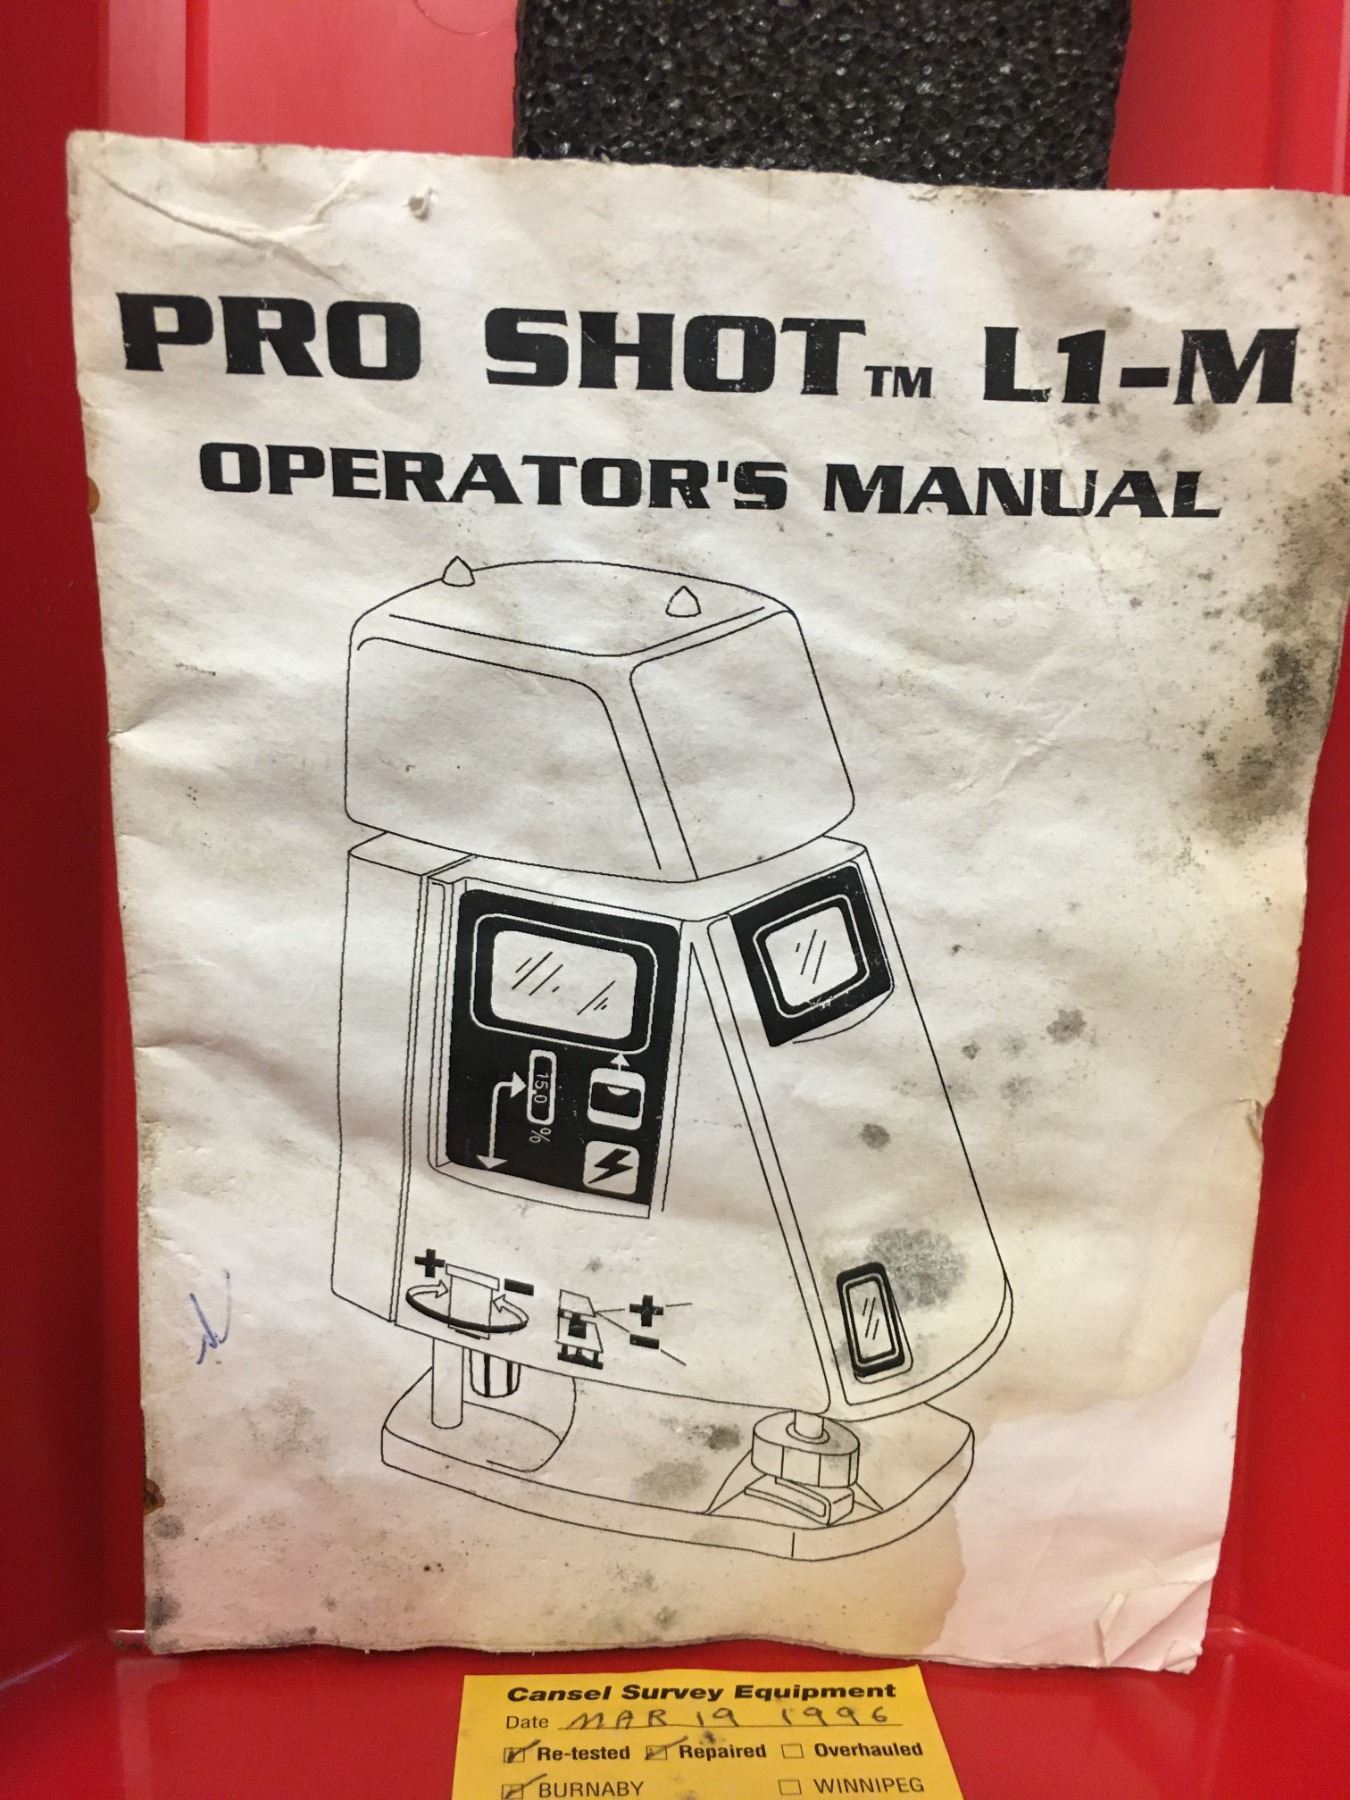 PRO SHOT™ L1-M
OPERATOR'S MANUAL
15.0 %
+ -
+
-
Cansel Survey Equipment
Date MAR 19 1996
Re-tested Repaired Overhauled
BURNABY WINNIPEG